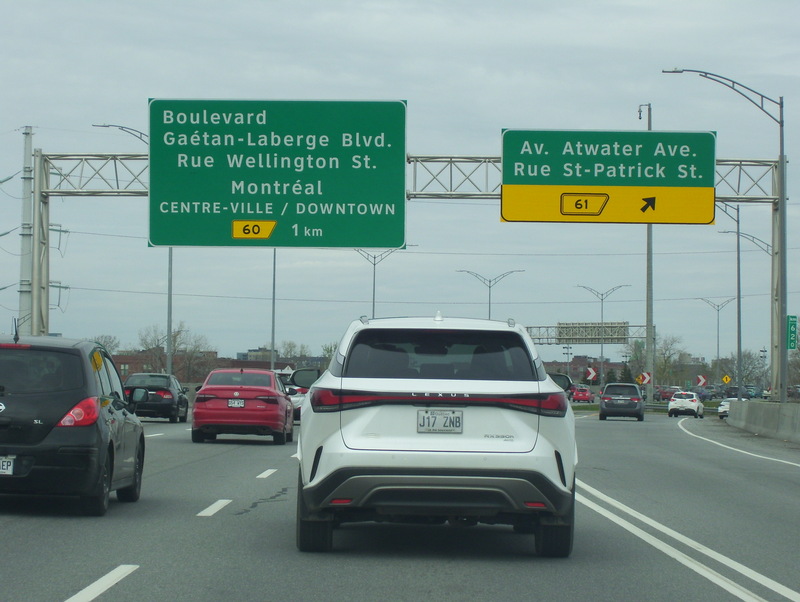 Boulevard
Gaétan-Laberge Blvd.
Rue Wellington St.
Montréal
CENTRE-VILLE / DOWNTOWN
60 1 km
Av. Atwater Ave.
Rue St-Patrick St.
61
LEXUS
J17 ZNB
SL